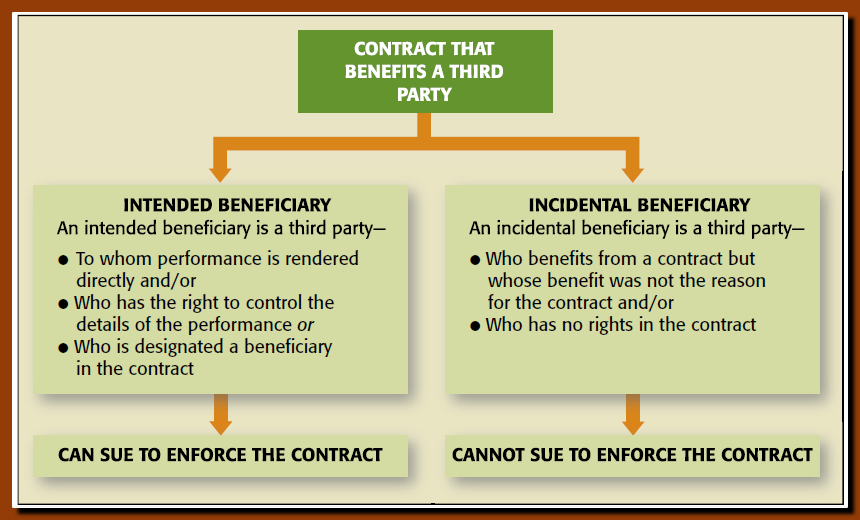 CONTRACT THAT
BENEFITS A THIRD
PARTY
INTENDED BENEFICIARY
An intended beneficiary is a third party—
● To whom performance is rendered
directly and/or
● Who has the right to control the
details of the performance or
● Who is designated a beneficiary
in the contract
CAN SUE TO ENFORCE THE CONTRACT
INCIDENTAL BENEFICIARY
An incidental beneficiary is a third party—
● Who benefits from a contract but
whose benefit was not the reason
for the contract and/or
● Who has no rights in the contract
CANNOT SUE TO ENFORCE THE CONTRACT